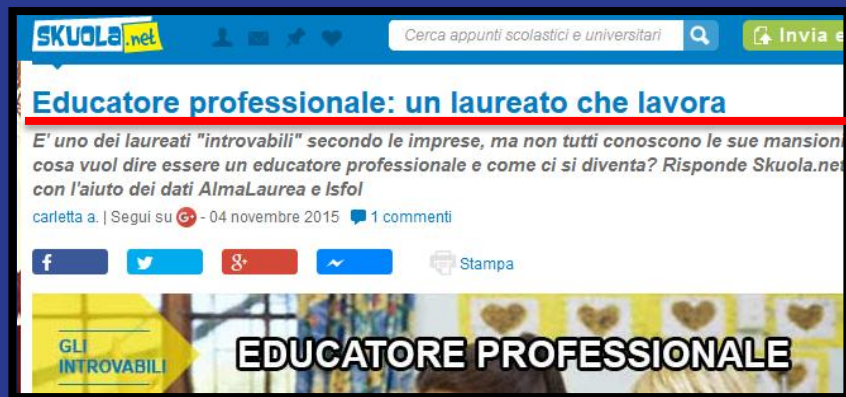 SKUOLa.net
Cerca appunti scolastici e universitari
Invia e
Educatore professionale: un laureato che lavora
E' uno dei laureati "introvabili" secondo le imprese, ma non tutti conoscono le sue mansioni
cosa vuol dire essere un educatore professionale e come ci si diventa? Risponde Skuola.net
con l'aiuto dei dati AlmaLaurea e Isfol
carletta a. | Segui su G+ - 04 novembre 2015 1 commenti
f 8+ Stampa
GLI
INTROVABILI
EDUCATORE PROFESSIONALE